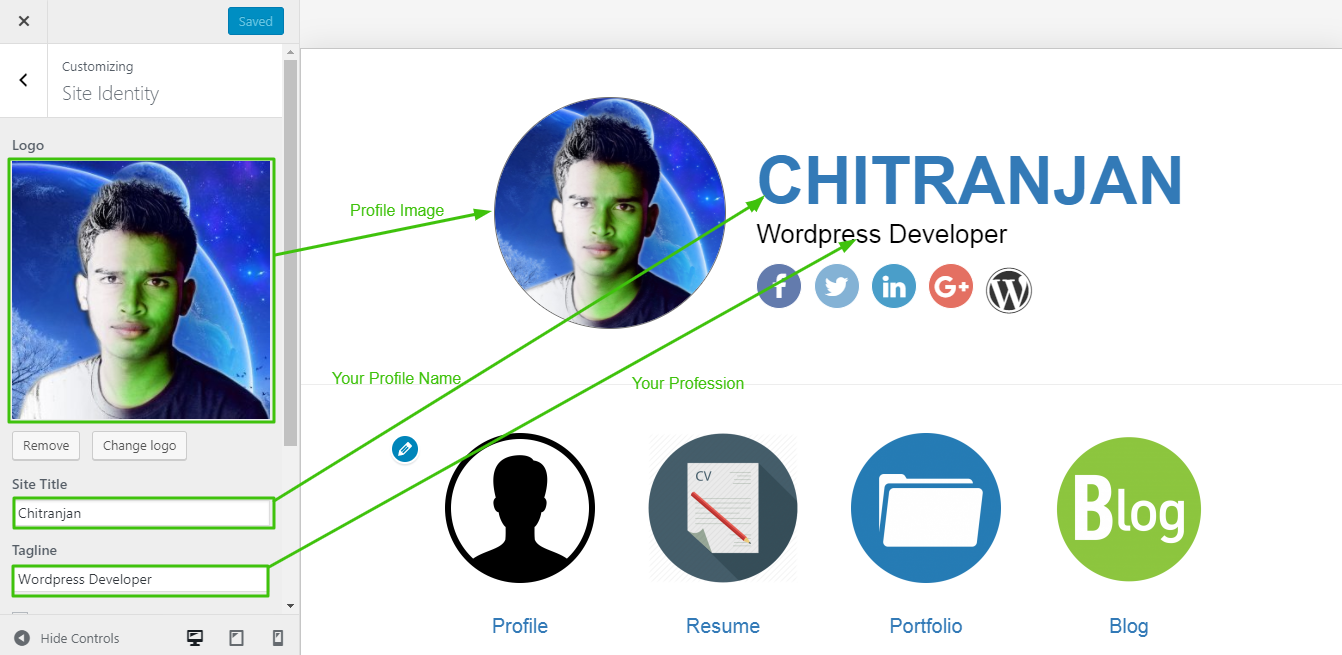 Saved
Customizing
Site Identity
Logo
Remove
Change logo
Site Title
Chitranjan
Tagline
Wordpress Developer
Hide Controls
Profile Image
Your Profile Name
Your Profession
CHITRANJAN
Wordpress Developer
f
in
G+
W
CV
Blog
Profile
Resume
Portfolio
Blog